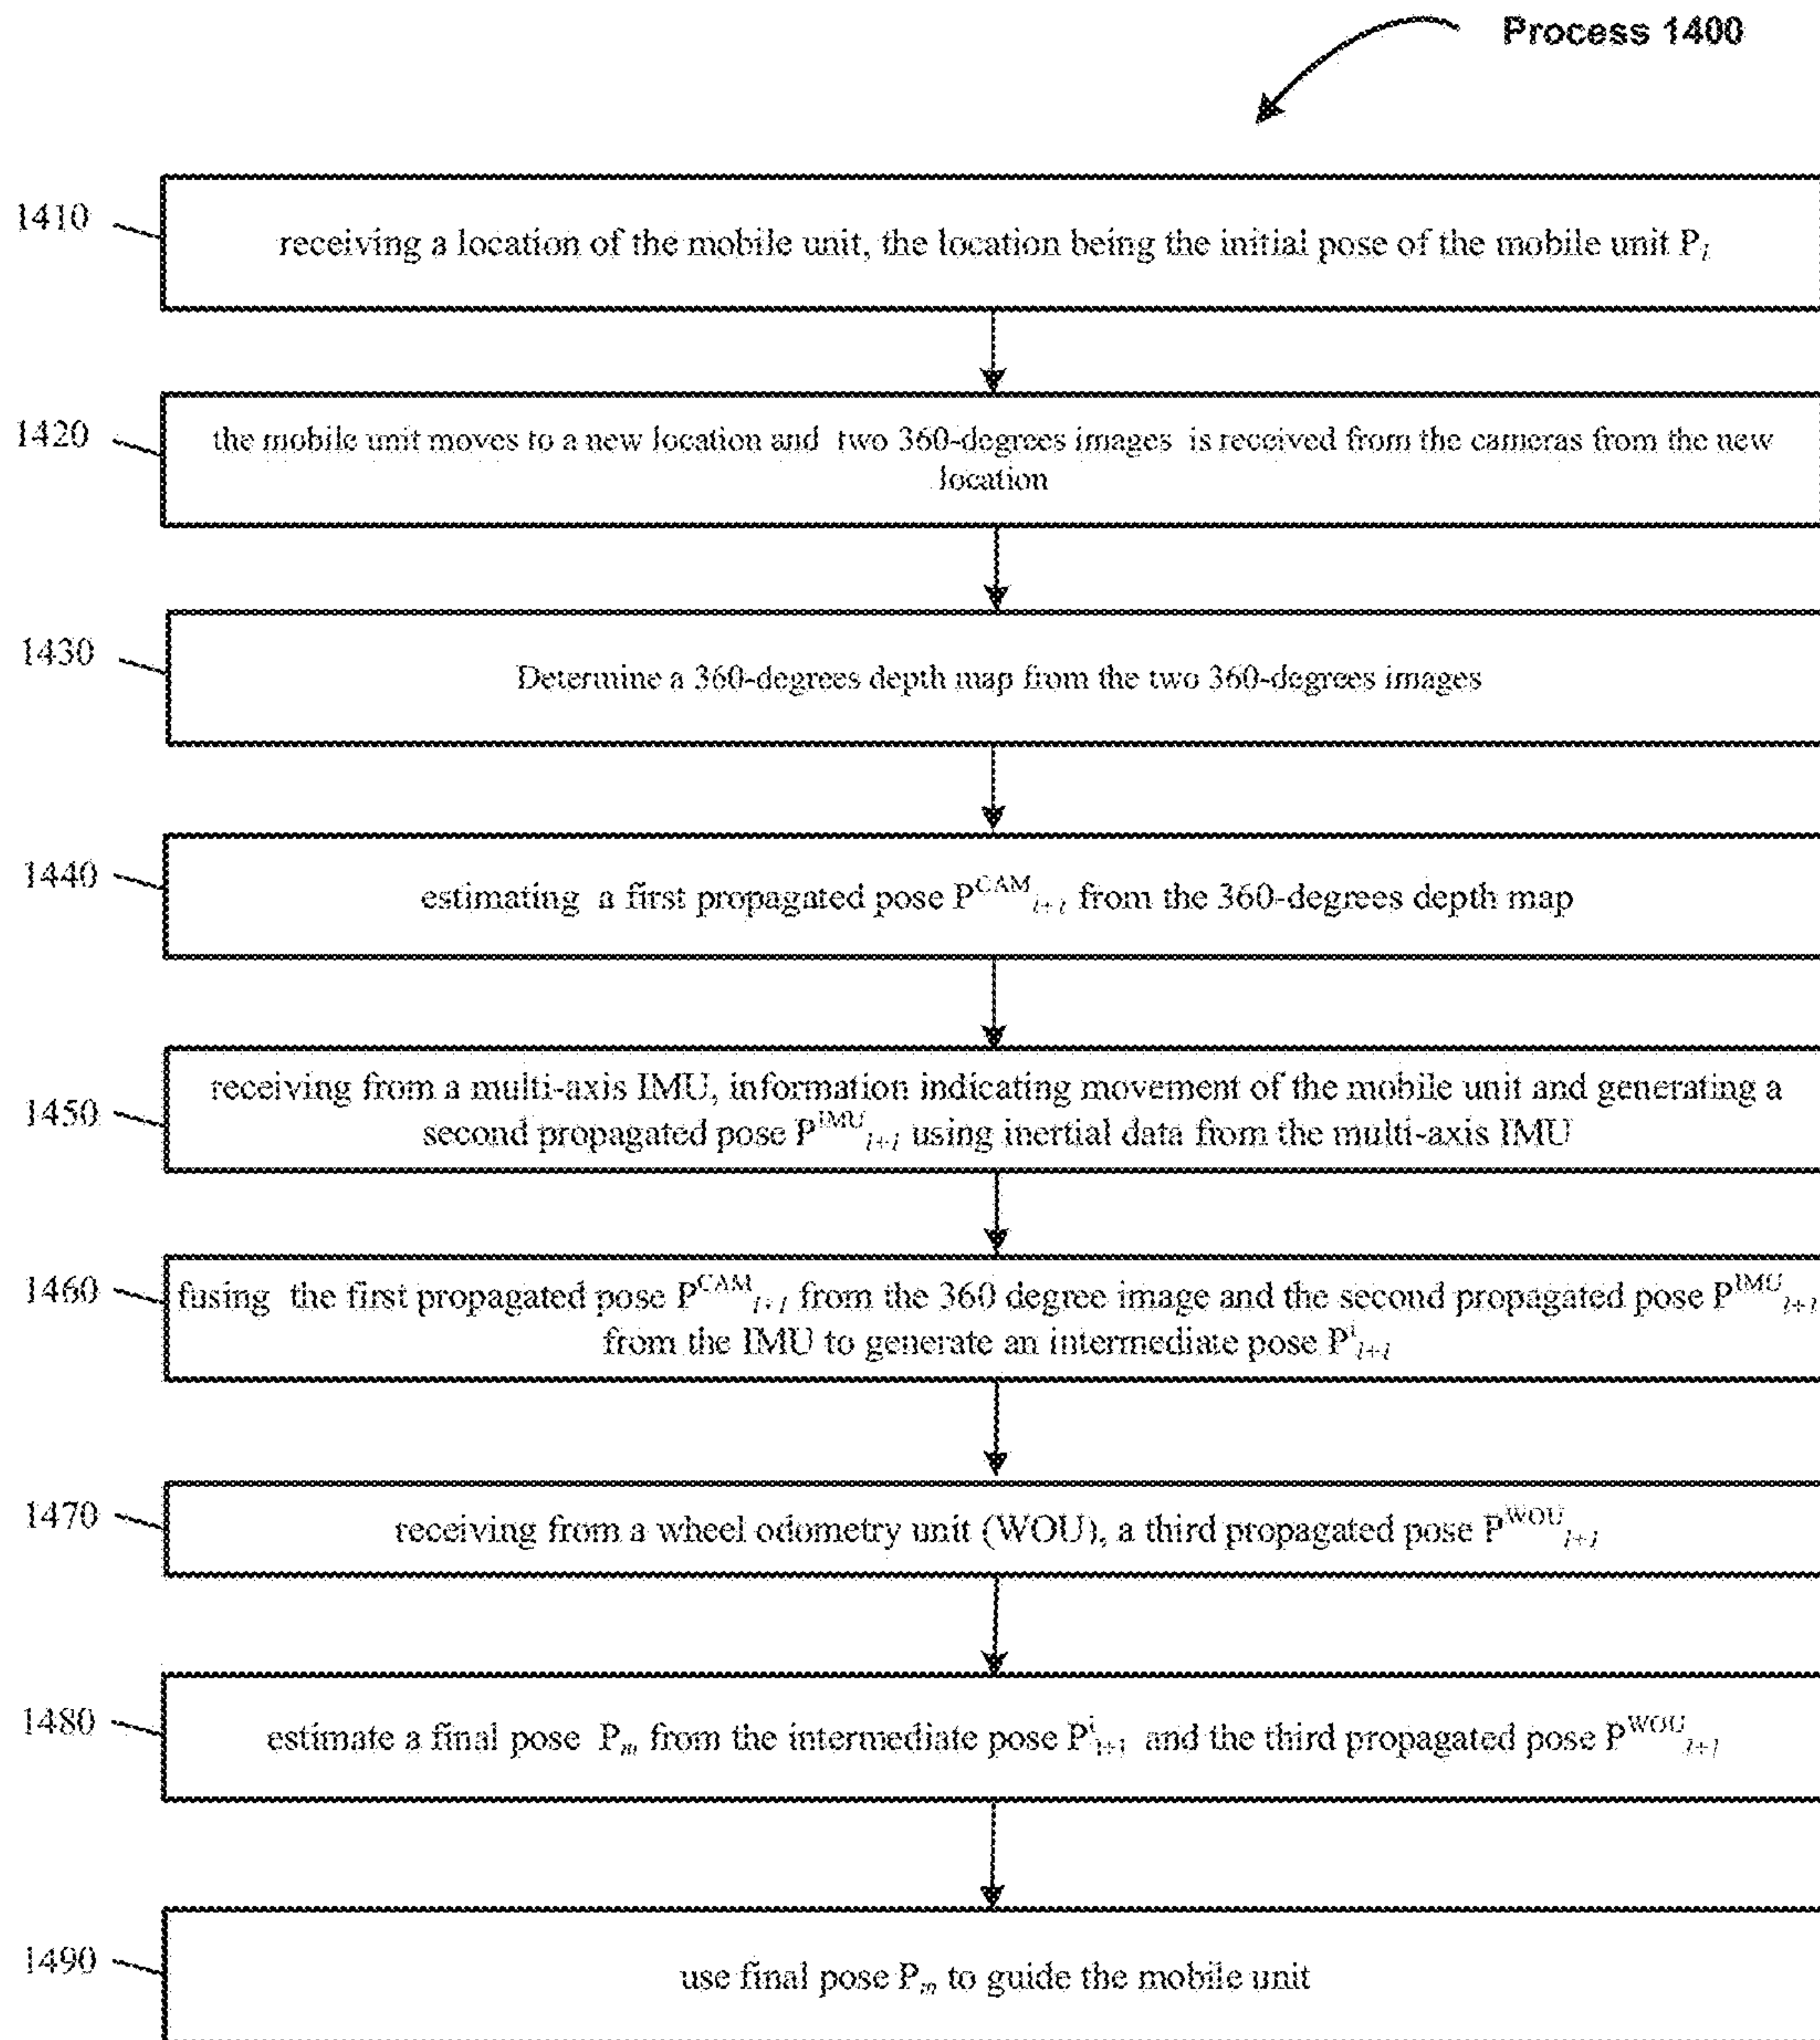 Process 1400
1410
receiving a location of the mobile unit, the location being the initial pose of the mobile unit P_l
1420
the mobile unit moves to a new location and two 360-degrees images is received from the cameras from the new
location
1430
Determine a 360-degrees depth map from the two 360-degrees images
1440
estimating a first propagated pose P^CAM_l+l from the 360-degrees depth map
1450
receiving from a multi-axis IMU, information indicating movement of the mobile unit and generating a
second propagated pose P^IMU_l+l using inertial data from the multi-axis IMU
1460
fusing the first propagated pose P^CAM_l+l from the 360 degree image and the second propagated pose P^IMU_l+l
from the IMU to generate an intermediate pose P^i_l+l
1470
receiving from a wheel odometry unit (WOU), a third propagated pose P^WOU_l+l
1480
estimate a final pose P_m from the intermediate pose P^i_l+l and the third propagated pose P^WOU_l+l
1490
use final pose P_m to guide the mobile unit